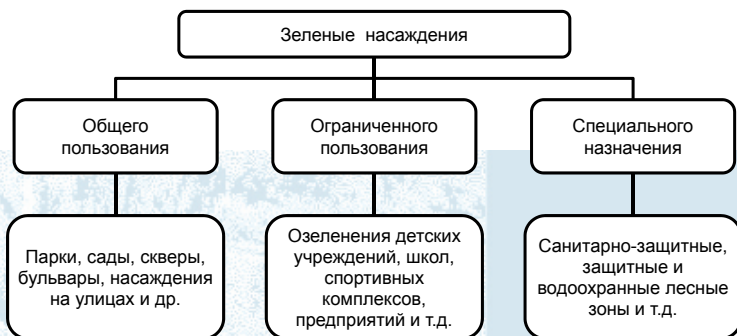 Зеленые насаждения
Общего
пользования
Ограниченного
пользования
Специального
назначения
Парки, сады, скверы,
бульвары, насаждения
на улицах и др.
Озеленения детских
учреждений, школ,
спортивных
комплексов,
предприятий и т.д.
Санитарно-защитные,
защитные и
водоохранные лесные
зоны и т.д.